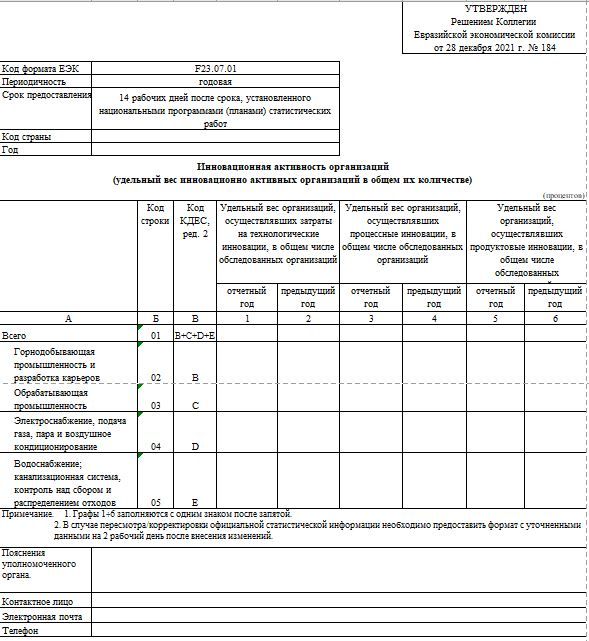 УТВЕРЖДЕН
Решением Коллегии
Евразийской экономической комиссии
от 28 декабря 2021 г. № 184
Код формата ЕЭК F23.07.01
Периодичность годовая
Срок предоставления 14 рабочих дней после срока, установленного
национальными программами (планами) статистических
работ
Код страны
Год
Инновационная активность организаций
(удельный вес инновационно активных организаций в общем их количестве)
(процентов)
Код
строки
Код
КДЕС,
ред. 2
Удельный вес организаций,
осуществлявших затраты
на технологические
инновации, в общем числе
обследованных организаций
Удельный вес организаций,
осуществлявших
процессные инновации, в
общем числе обследованных
организаций
Удельный вес
организаций,
осуществлявших
продуктовые инновации, в
общем числе
обследованных
отчетный
год
предыдущий
год
отчетный
год
предыдущий
год
отчетный
год
предыдущий
год
А Б В 1 2 3 4 5 6
Всего 01 B+C+D+E
Горнодобывающая
промышленность и
разработка карьеров 02 B
Обрабатывающая
промышленность 03 C
Электроснабжение, подача
газа, пара и воздушное
кондиционирование 04 D
Водоснабжение;
канализационная система,
контроль над сбором и
распределением отходов 05 E
Примечание. 1. Графы 1÷6 заполняются с одним знаком после запятой.
2. В случае пересмотра/корректировки официальной статистической информации необходимо предоставить формат с уточненными
данными на 2 рабочий день после внесения изменений.
Пояснения
уполномоченного
органа.
Контактное лицо
Электронная почта
Телефон